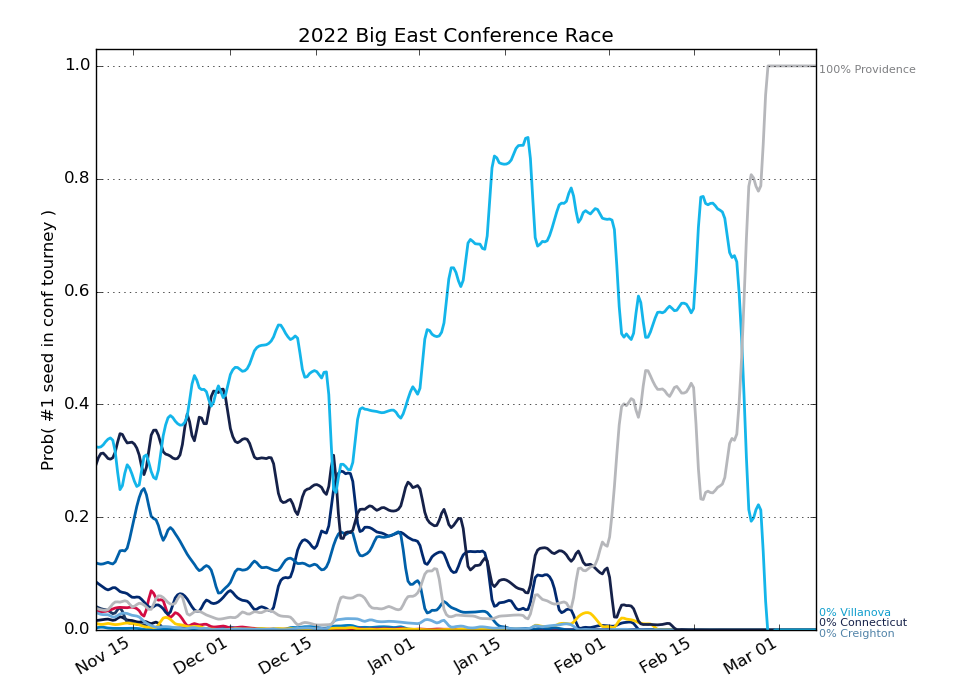 2022 Big East Conference Race
Prob( #1 seed in conf tourney )
1.0
0.8
0.6
0.4
0.2
0.0
Nov 15
Dec 01
Dec 15
Jan 01
Jan 15
Feb 01
Feb 15
Mar 01
100% Providence
0% Villanova
0% Connecticut
0% Creighton